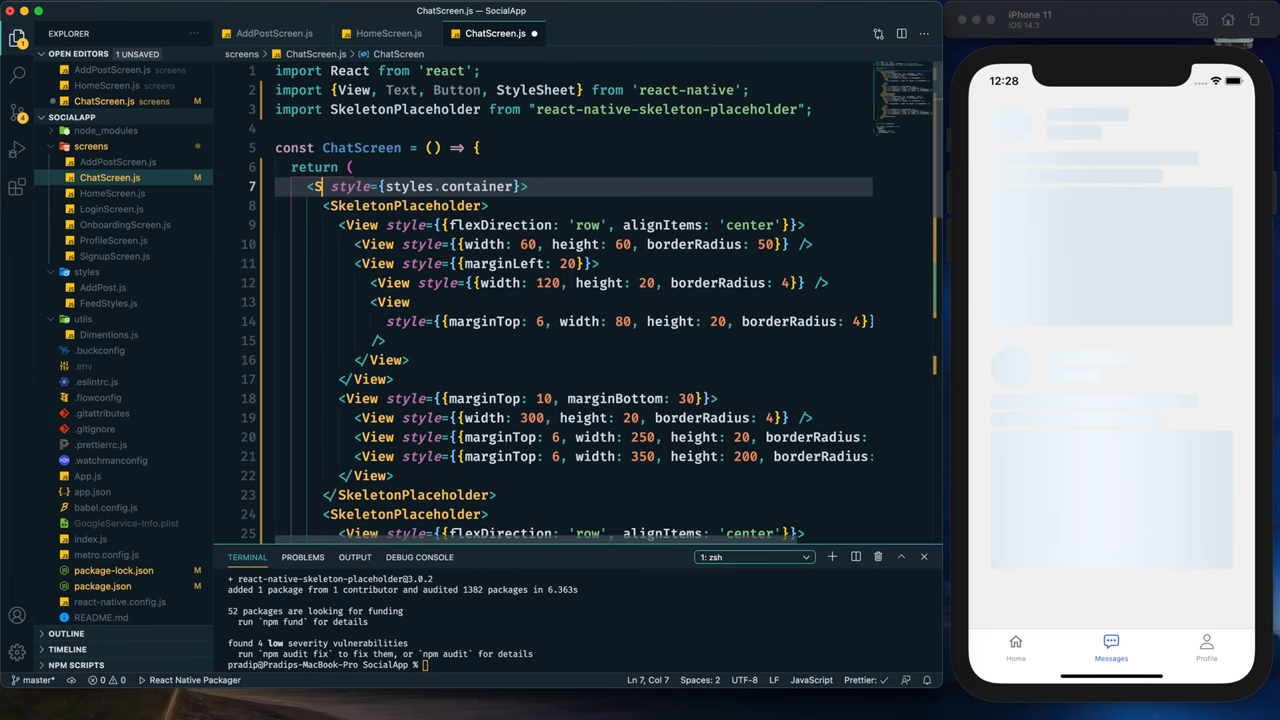 ChatScreen.js — SocialApp
iPhone 11
iOS 14.3
EXPLORER
AddPostScreen.js
HomeScreen.js
ChatScreen.js
OPEN EDITORS 1 UNSAVED
AddPostScreen.js screens
HomeScreen.js screens
ChatScreen.js screens M
SOCIALAPP
node_modules
screens
AddPostScreen.js
ChatScreen.js M
HomeScreen.js
LoginScreen.js
OnboardingScreen.js
ProfileScreen.js
SignupScreen.js
styles
AddPost.js
FeedStyles.js
utils
Dimentions.js
.buckconfig
.env
.eslintrc.js
.flowconfig
.gitattributes
.gitignore
.prettierrc.js
.watchmanconfig
App.js
app.json
babel.config.js
GoogleService-Info.plist
index.js
metro.config.js
package-lock.json M
package.json M
react-native.config.js
README.md
OUTLINE
TIMELINE
NPM SCRIPTS
1
4
screens > ChatScreen.js > ChatScreen
1 import React from 'react';
2 import {View, Text, Button, StyleSheet} from 'react-native';
3 import SkeletonPlaceholder from "react-native-skeleton-placeholder";
4
5 const ChatScreen = () => {
6 return (
7 <S style={styles.container}>
8 <SkeletonPlaceholder>
9 <View style={{flexDirection: 'row', alignItems: 'center'}}>
10 <View style={{width: 60, height: 60, borderRadius: 50}} />
11 <View style={{marginLeft: 20}}>
12 <View style={{width: 120, height: 20, borderRadius: 4}} />
13 <View
14 style={{marginTop: 6, width: 80, height: 20, borderRadius: 4}]
15 />
16 </View>
17 </View>
18 <View style={{marginTop: 10, marginBottom: 30}}>
19 <View style={{width: 300, height: 20, borderRadius: 4}} />
20 <View style={{marginTop: 6, width: 250, height: 20, borderRadius:
21 <View style={{marginTop: 6, width: 350, height: 200, borderRadius:
22 </View>
23 </SkeletonPlaceholder>
24 <SkeletonPlaceholder>
25 <View style={{flexDirection: 'row', alignItems: 'center'}}>
TERMINAL PROBLEMS OUTPUT DEBUG CONSOLE 1: zsh
+ react-native-skeleton-placeholder@3.0.2
added 1 package from 1 contributor and audited 1382 packages in 6.363s
52 packages are looking for funding
run `npm fund` for details
found 4 low severity vulnerabilities
run `npm audit fix` to fix them, or `npm audit` for details
pradip@Pradips-MacBook-Pro SocialApp %
master* 0 0 React Native Packager Ln 7, Col 7 Spaces: 2 UTF-8 LF JavaScript Prettier: ✓
12:28
Home Messages Profile